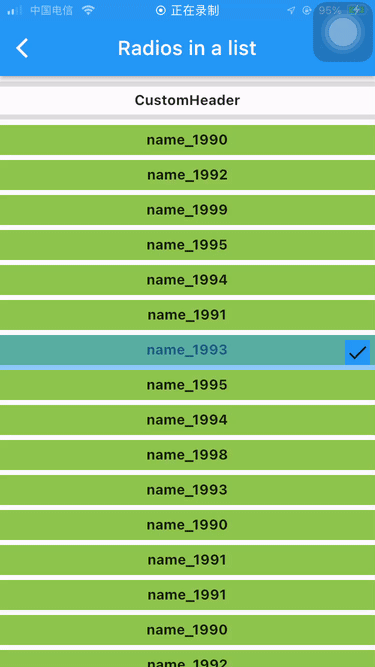 中国电信 正在录制 95%
Radios in a list
CustomHeader
name_1990
name_1992
name_1999
name_1995
name_1994
name_1991
name_1993
name_1995
name_1994
name_1998
name_1993
name_1990
name_1991
name_1991
name_1990
name_1992